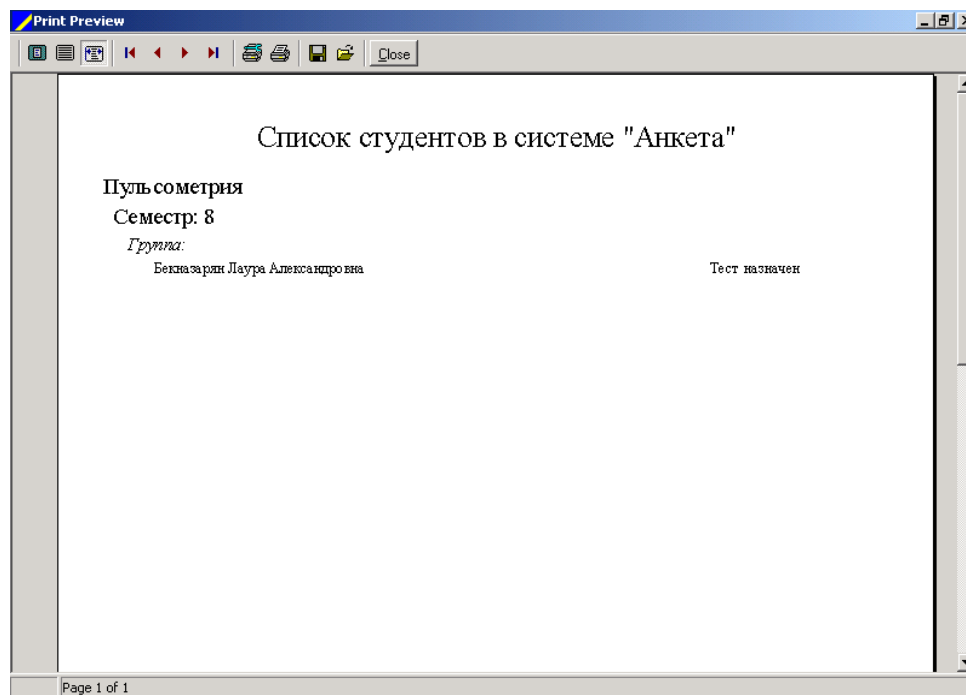 Print Preview
Close
Список студентов в системе "Анкета"
Пульсометрия
Семестр: 8
Группа:
Бекназарян Лаура Александровна Тест назначен
Page 1 of 1